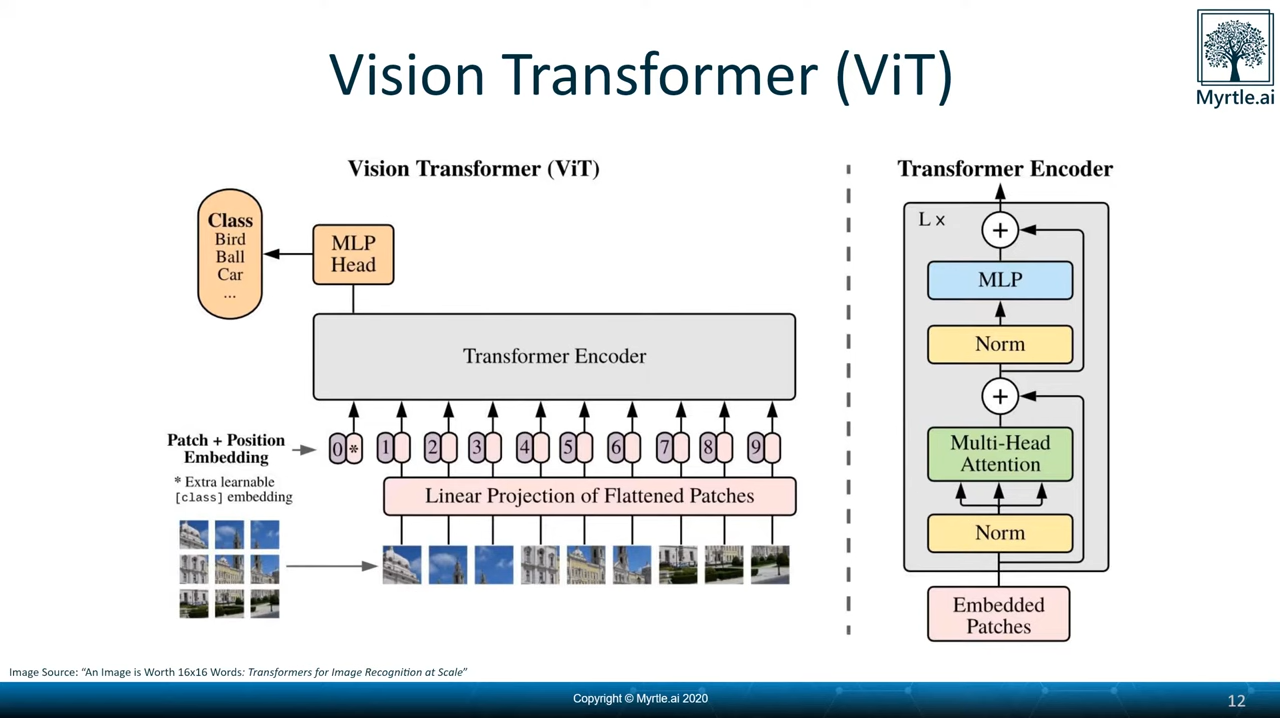 Vision Transformer (ViT)
Myrtle.ai
Vision Transformer (ViT)
Class
Bird
Ball
Car
...
MLP
Head
Transformer Encoder
Patch + Position
Embedding
* Extra learnable
[class] embedding
0 * 1 2 3 4 5 6 7 8 9
Linear Projection of Flattened Patches
Transformer Encoder
L x
+
MLP
Norm
+
Multi-Head
Attention
Norm
Embedded
Patches
Image Source: “An Image is Worth 16x16 Words: Transformers for Image Recognition at Scale”
Copyright © Myrtle.ai 2020
12